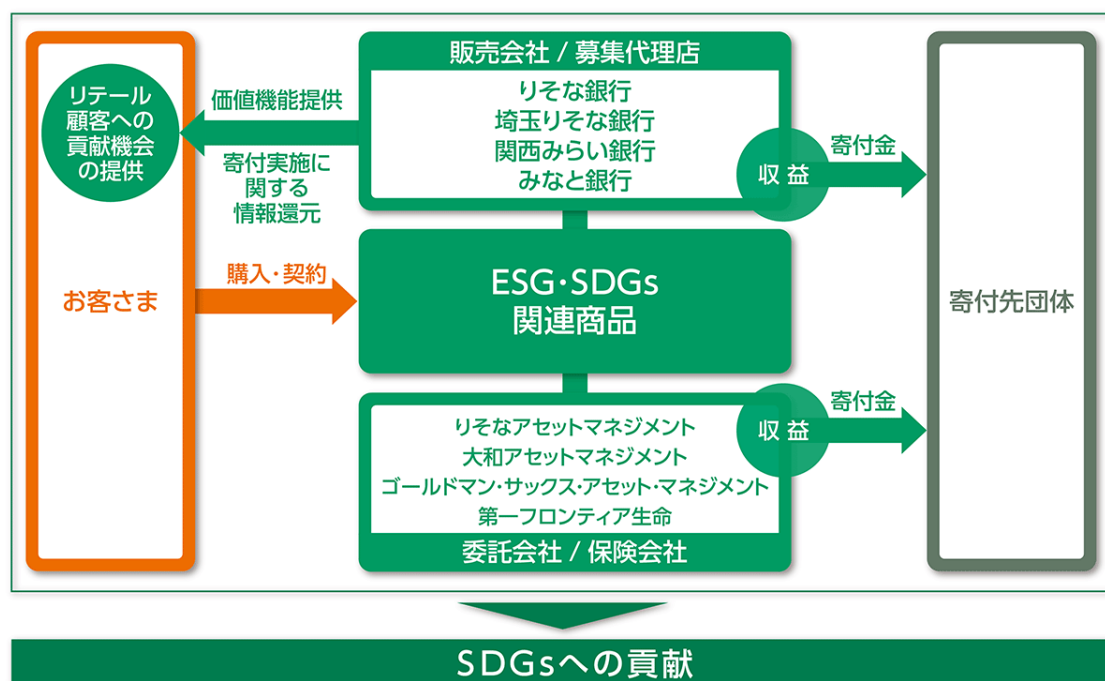 販売会社 / 募集代理店
りそな銀行
埼玉りそな銀行
関西みらい銀行
みなと銀行
リテール
顧客への
貢献機会
の提供
価値機能提供
寄付実施に
関する
情報還元
収益
寄付金
お客さま
購入・契約
ESG・SDGs
関連商品
寄付先団体
りそなアセットマネジメント
大和アセットマネジメント
ゴールドマン・サックス・アセット・マネジメント
第一フロンティア生命
委託会社 / 保険会社
収益
寄付金
SDGsへの貢献